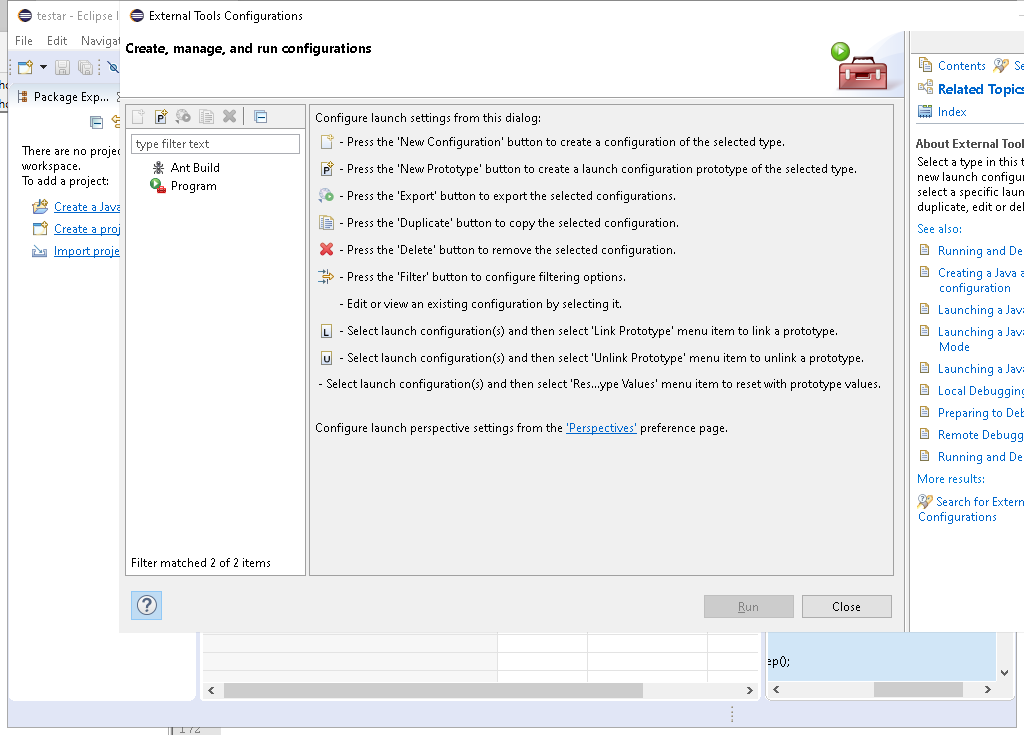 testar - Eclipse I
External Tools Configurations
File Edit Navigat
Create, manage, and run configurations
Package Exp...
There are no projec
workspace.
To add a project:
Create a Java
Create a proj
Import proje
type filter text
Ant Build
Program
Filter matched 2 of 2 items
Configure launch settings from this dialog:
- Press the 'New Configuration' button to create a configuration of the selected type.
P - Press the 'New Prototype' button to create a launch configuration prototype of the selected type.
- Press the 'Export' button to export the selected configurations.
- Press the 'Duplicate' button to copy the selected configuration.
- Press the 'Delete' button to remove the selected configuration.
- Press the 'Filter' button to configure filtering options.
- Edit or view an existing configuration by selecting it.
L - Select launch configuration(s) and then select 'Link Prototype' menu item to link a prototype.
U - Select launch configuration(s) and then select 'Unlink Prototype' menu item to unlink a prototype.
- Select launch configuration(s) and then select 'Res...ype Values' menu item to reset with prototype values.
Configure launch perspective settings from the 'Perspectives' preference page.
Run Close
Contents Se
Related Topics
Index
About External Tool
Select a type in this t
new launch configur
select a specific laun
duplicate, edit or del
See also:
Running and De
Creating a Java a
configuration
Launching a Java
Launching a Java
Mode
Launching a Java
Local Debugging
Preparing to Deb
Remote Debugg
Running and De
More results:
Search for Extern
Configurations
ep();
172